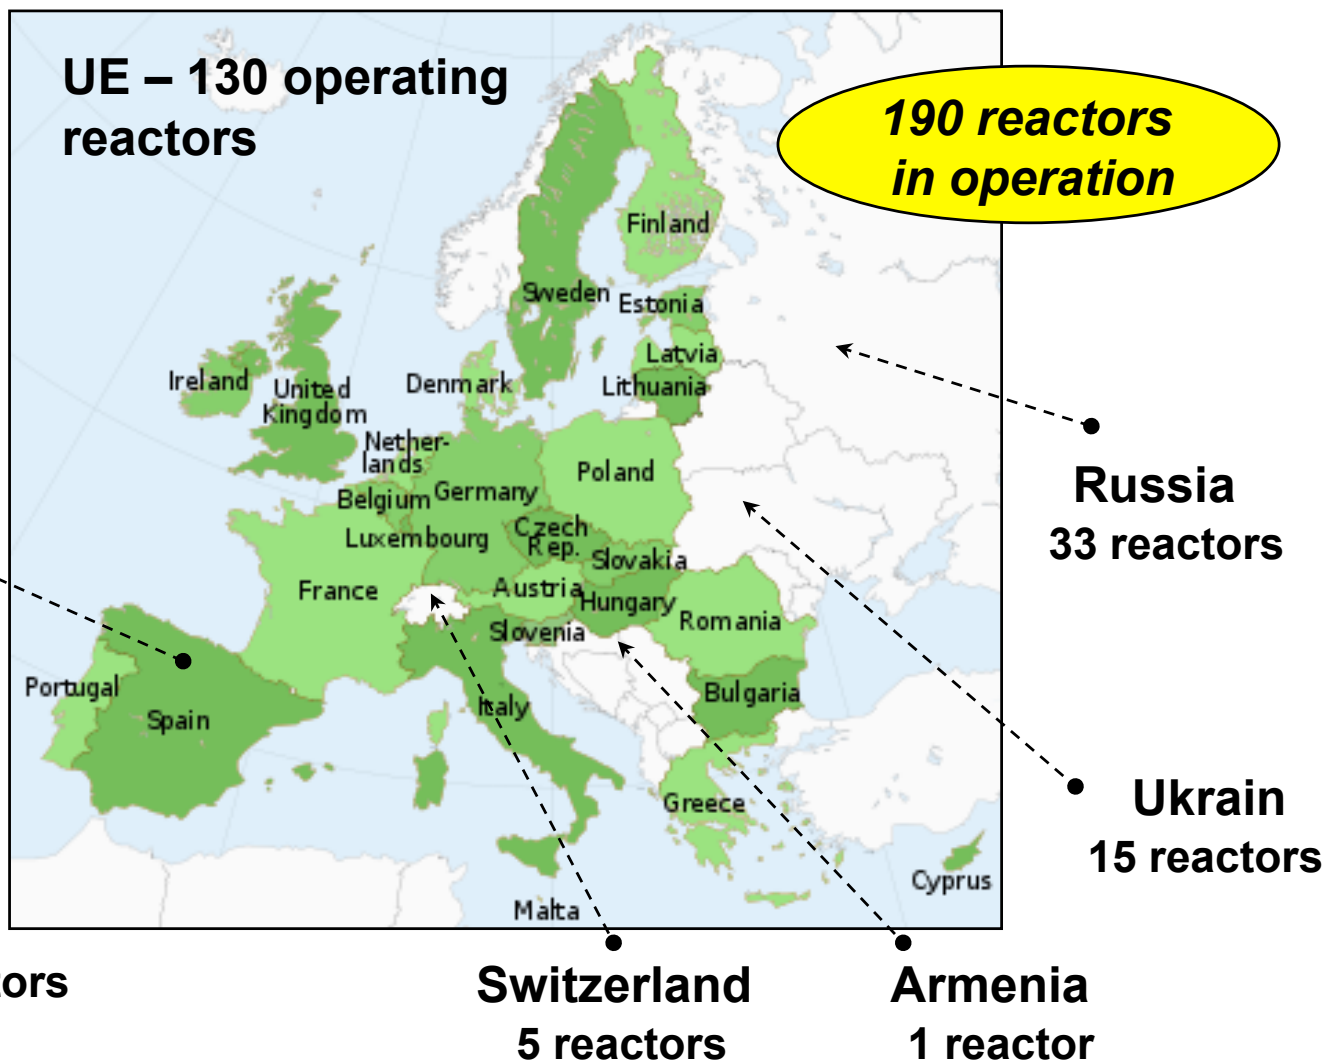 UE – 130 operating
reactors
190 reactors
in operation
Finland
Sweden
Estonia
Latvia
Lithuania
Ireland
United
Kingdom
Denmark
Nether-
lands
Belgium
Germany
Poland
Luxembourg
Czech
Rep.
Slovakia
France
Austria
Hungary
Slovenia
Romania
Portugal
Spain
Italy
Bulgaria
Greece
Malta
Cyprus
Russia
33 reactors
Ukrain
15 reactors
Switzerland
5 reactors
Armenia
1 reactor